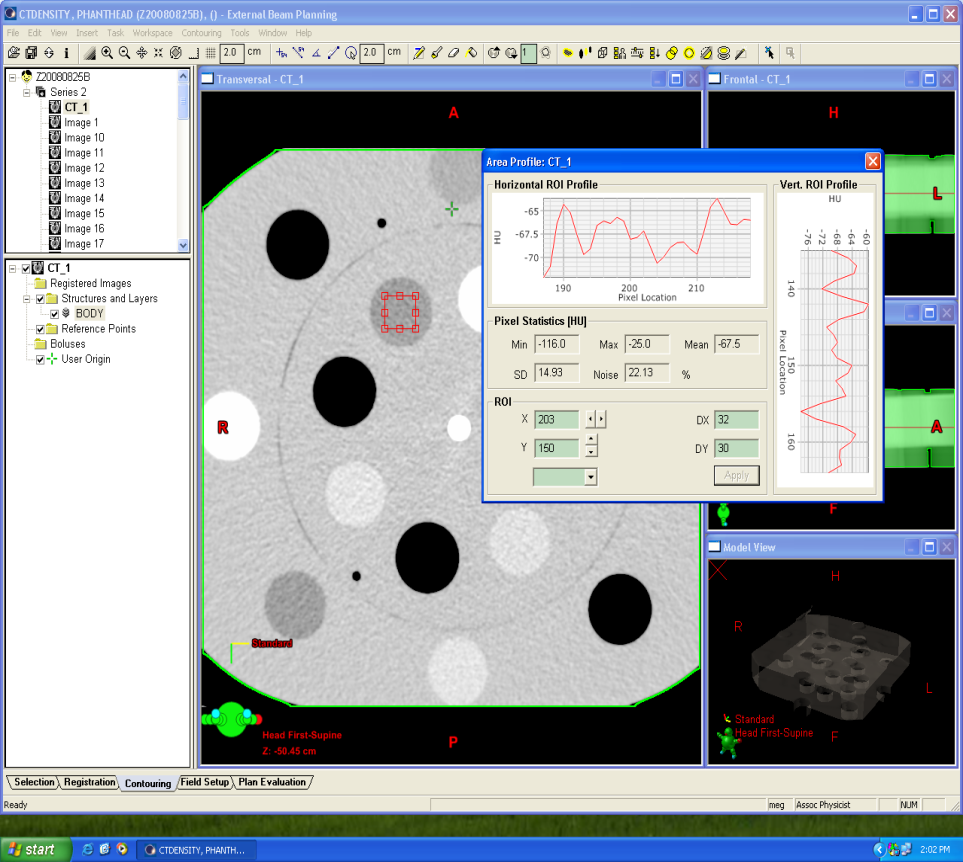 CTDENSITY, PHANTHEAD (Z20080825B), () - External Beam Planning
File Edit View Insert Task Workspace Contouring Tools Window Help
2.0 cm 2.0 cm 1
Z20080825B
Series 2
CT_1
Image 1
Image 10
Image 11
Image 12
Image 13
Image 14
Image 15
Image 16
Image 17
CT_1
Registered Images
Structures and Layers
BODY
Reference Points
Boluses
User Origin
Transversal - CT_1
A
R
Standard
Head First-Supine
Z: -50.45 cm
P
Area Profile: CT_1
Horizontal ROI Profile
HU
-65
-67.5
-70
190 200 210
Pixel Location
Vert. ROI Profile
HU
-76 -72 -68 -64 -60
140
150
160
Pixel Location
Pixel Statistics [HU]
Min -116.0 Max -25.0 Mean -67.5
SD 14.93 Noise 22.13 %
ROI
X 203 DX 32
Y 150 DY 30
Apply
Frontal - CT_1
H
L
A
F
Model View
H
R
L
Standard
Head First-Supine
F
Selection Registration Contouring Field Setup Plan Evaluation
Ready meg Assoc Physicist NUM
start CTDENSITY, PHANTH... 2:02 PM